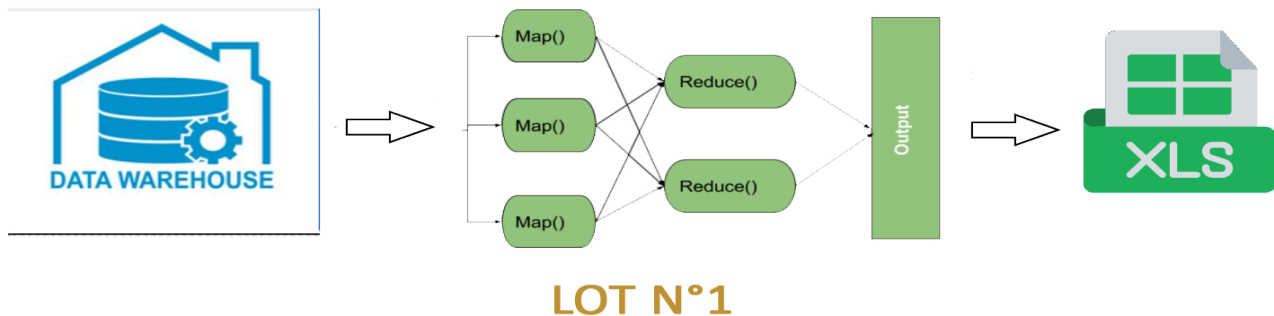 DATA WAREHOUSE
Map()
Map()
Map()
Reduce()
Reduce()
Output
XLS
LOT N°1